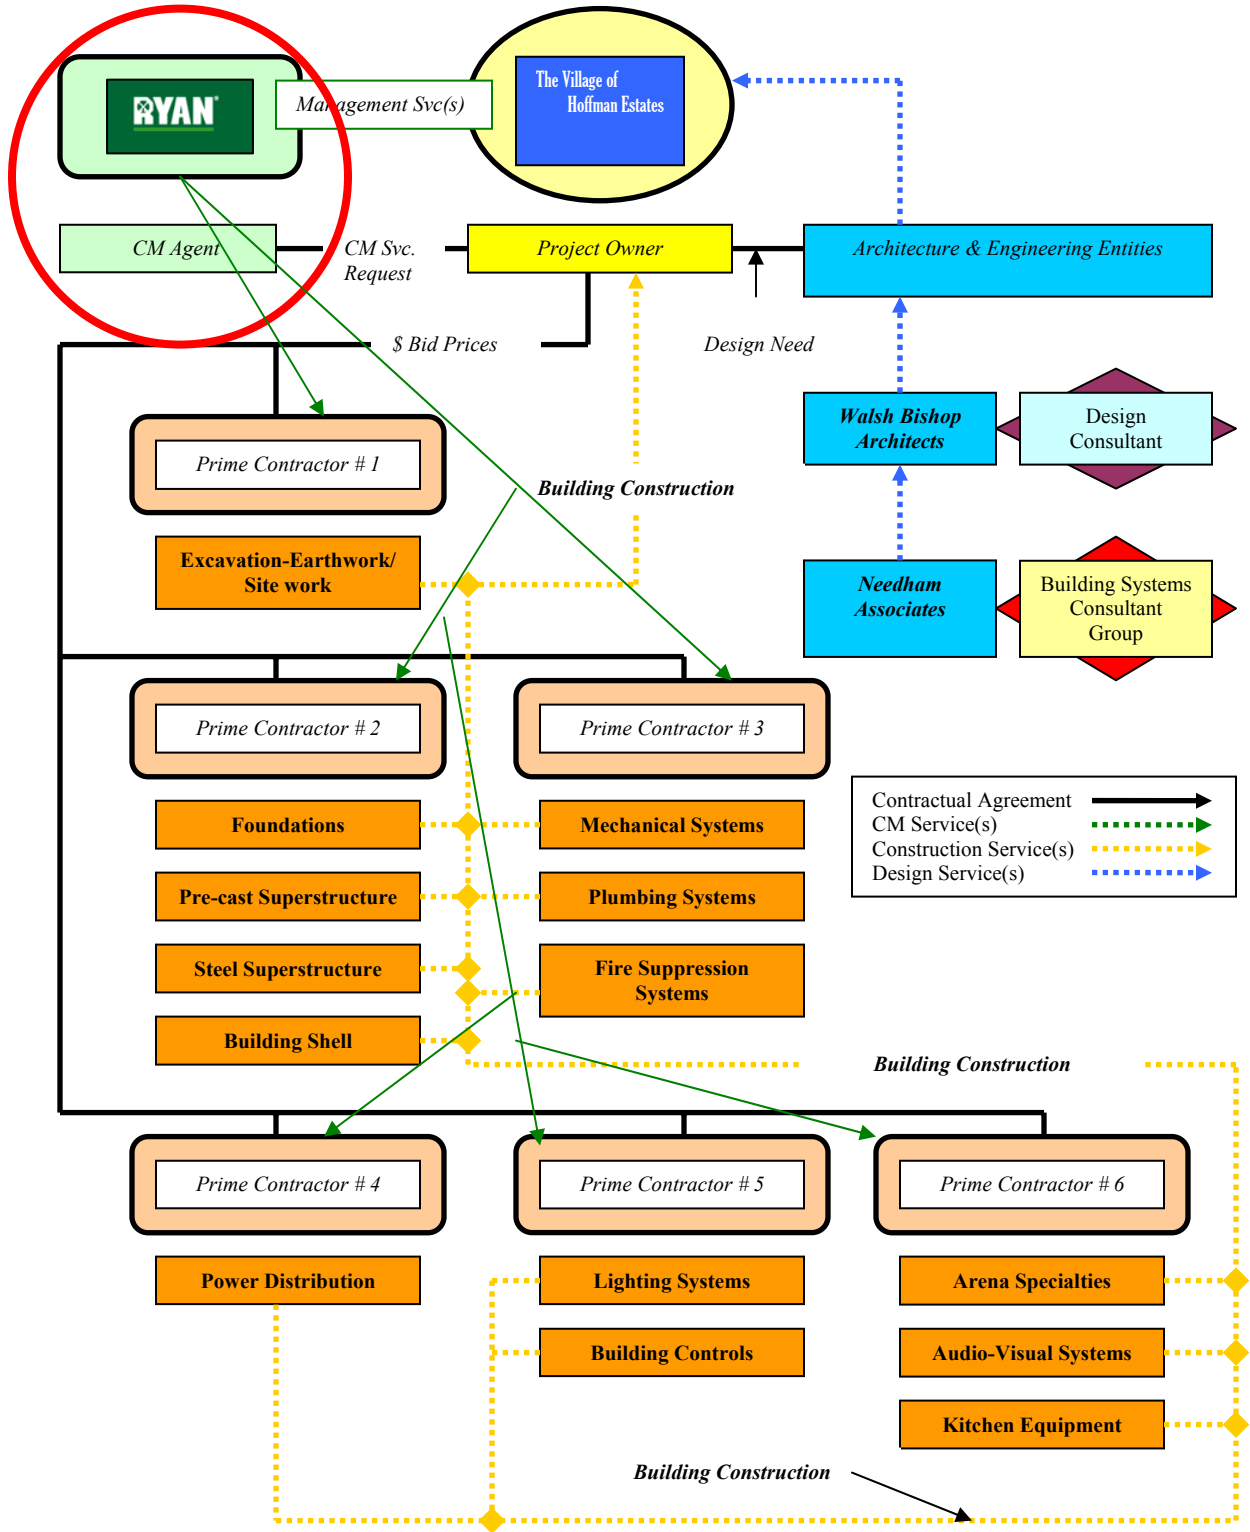 RYAN
Management Svc(s)
The Village of
Hoffman Estates
CM Agent
CM Svc.
Request
Project Owner
Architecture & Engineering Entities
$ Bid Prices
Design Need
Walsh Bishop
Architects
Design
Consultant
Prime Contractor # 1
Building Construction
Excavation-Earthwork/
Site work
Needham
Associates
Building Systems
Consultant
Group
Prime Contractor # 2
Prime Contractor # 3
Contractual Agreement
CM Service(s)
Construction Service(s)
Design Service(s)
Foundations
Mechanical Systems
Pre-cast Superstructure
Plumbing Systems
Steel Superstructure
Fire Suppression
Systems
Building Shell
Building Construction
Prime Contractor # 4
Prime Contractor # 5
Prime Contractor # 6
Power Distribution
Lighting Systems
Arena Specialties
Building Controls
Audio-Visual Systems
Kitchen Equipment
Building Construction